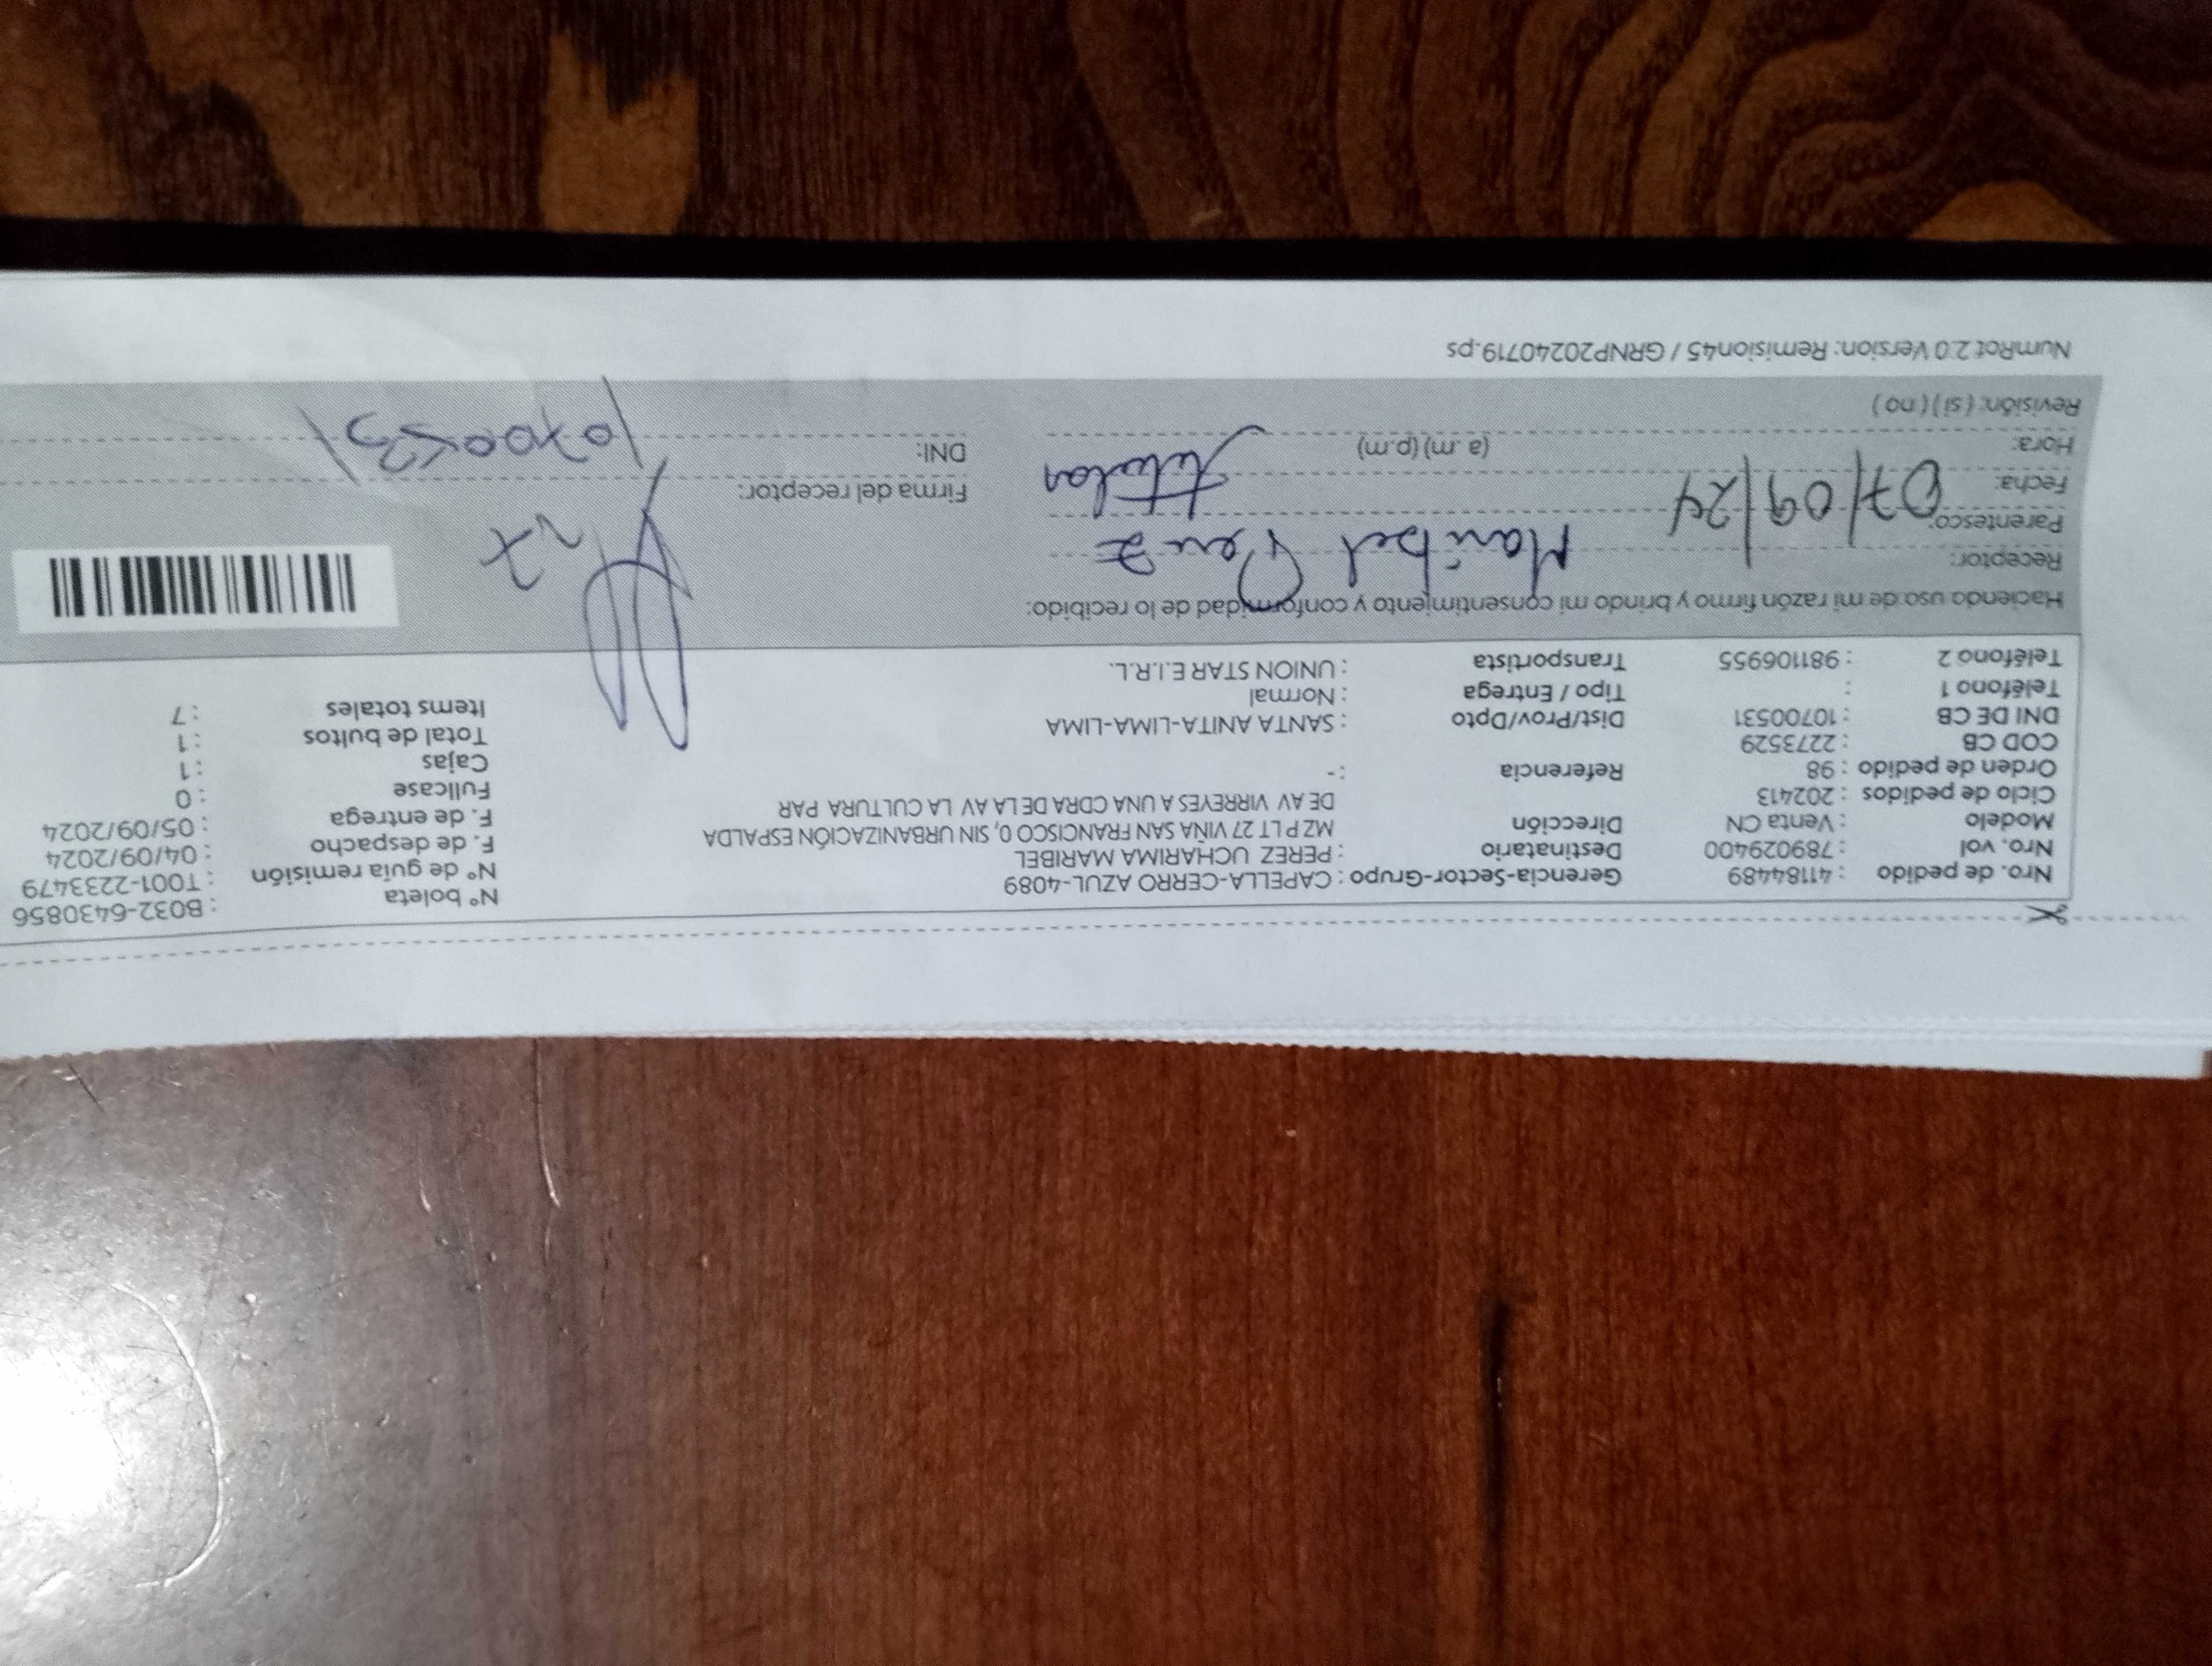 Nro. de pedido : 41184489 Gerencia-Sector-Grupo : CAPELLA-CERRO AZUL-4089 N° boleta : B032-6430856
Nro. vol : 789029400 Destinatario : PEREZ UCHARIMA MARIBEL N° de guía remisión : T001-2233479
Modelo : Venta CN Dirección MZ P LT 27 VIÑA SAN FRANCISCO 0, SIN URBANIZACIÓN ESPALDA F. de despacho : 04/09/2024
Ciclo de pedidos : 202413 DE AV VIRREYES A UNA CDRA DE LA AV LA CULTURA PAR F. de entrega : 05/09/2024
Orden de pedido : 98 Referencia : - Fullcase : 0
COD CB : 2273529 Cajas : 1
DNI DE CB : 10700531 Dist/Prov/Dpto : SANTA ANITA-LIMA-LIMA Total de bultos : 1
Teléfono 1 : Tipo / Entrega : Normal Items totales : 7
Teléfono 2 : 981106955 Transportista : UNION STAR E.I.R.L.
Haciendo uso de mi razón firmo y brindo mi consentimiento y conformidad de lo recibido:
Receptor: Maribel Perez
Parentesco: titular
Fecha: 07/09/24 Firma del receptor:
Hora: (a .m) (p.m) DNI: 10700531
Revisión: ( si ) ( no )
NumRot 2.0 Version: Remision45 / GRNP20240719.ps